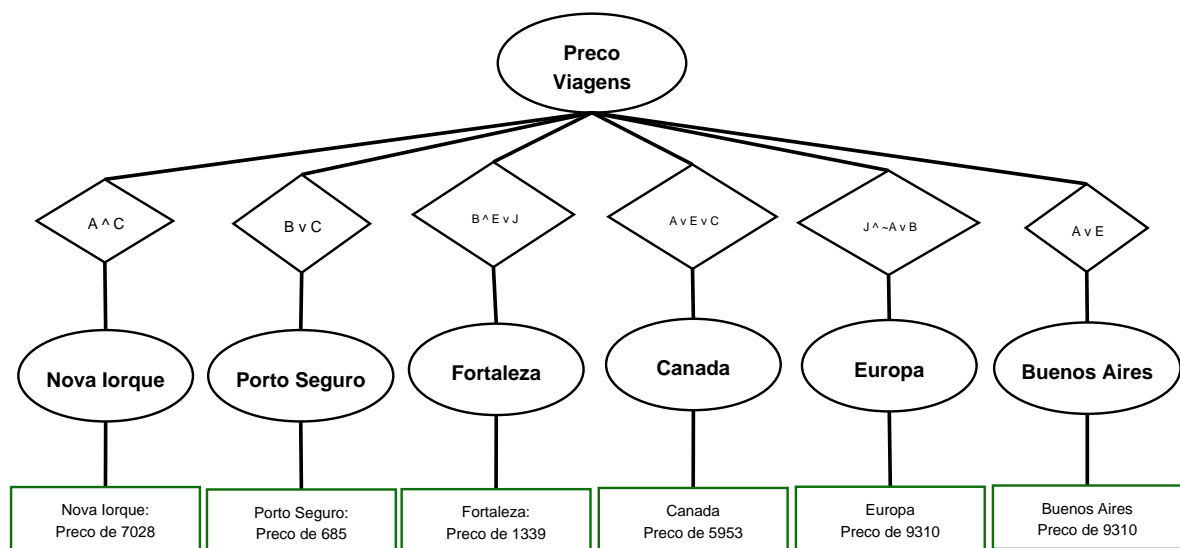 Preco
Viagens
A ^ C
B v C
B ^ E v J
A v E v C
J ^ ~A v B
A v E
Nova Iorque
Porto Seguro
Fortaleza
Canada
Europa
Buenos Aires
Nova Iorque:
Preco de 7028
Porto Seguro:
Preco de 685
Fortaleza:
Preco de 1339
Canada
Preco de 5953
Europa
Preco de 9310
Buenos Aires
Preco de 9310